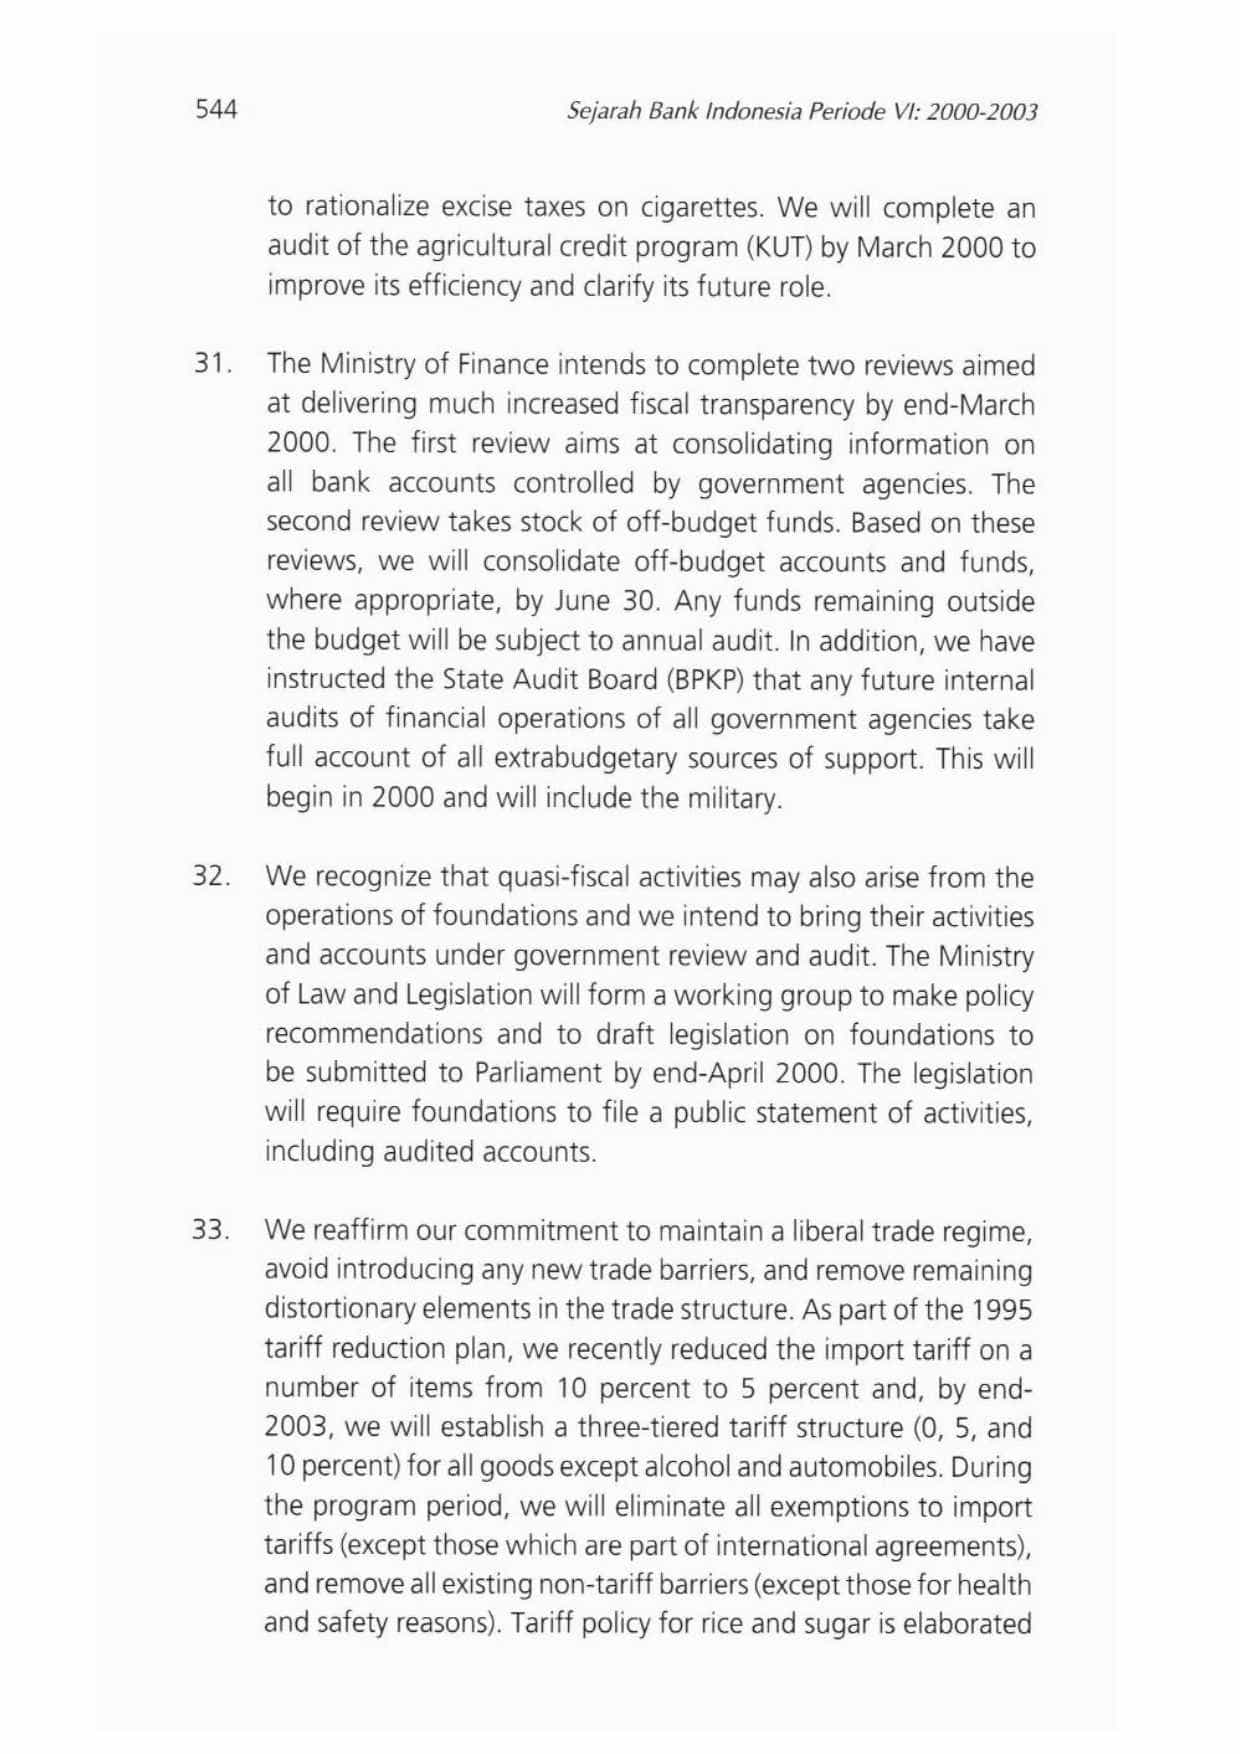 544
Sejarah Bank Indonesia Periode VI: 2000-2003
to rationalize excise taxes on cigarettes. We will complete an
audit of the agricultural credit program (KUT) by March 2000 to
improve its efficiency and clarify its future role.
31. The Ministry of Finance intends to complete two reviews aimed
at delivering much increased fiscal transparency by end-March
2000. The first review aims at consolidating information on
all bank accounts controlled by government agencies. The
second review takes stock of off-budget funds. Based on these
reviews, we will consolidate off-budget accounts and funds,
where appropriate, by June 30. Any funds remaining outside
the budget will be subject to annual audit. In addition, we have
instructed the State Audit Board (BPKP) that any future internal
audits of financial operations of all government agencies take
full account of all extrabudgetary sources of support. This will
begin in 2000 and will include the military.
32. We recognize that quasi-fiscal activities may also arise from the
operations of foundations and we intend to bring their activities
and accounts under government review and audit. The Ministry
of Law and Legislation will form a working group to make policy
recommendations and to draft legislation on foundations to
be submitted to Parliament by end-April 2000. The legislation
will require foundations to file a public statement of activities,
including audited accounts.
33. We reaffirm our commitment to maintain a liberal trade regime,
avoid introducing any new trade barriers, and remove remaining
distortionary elements in the trade structure. As part of the 1995
tariff reduction plan, we recently reduced the import tariff on a
number of items from 10 percent to 5 percent and, by end-
2003, we will establish a three-tiered tariff structure (0, 5, and
10 percent) for all goods except alcohol and automobiles. During
the program period, we will eliminate all exemptions to import
tariffs (except those which are part of international agreements),
and remove all existing non-tariff barriers (except those for health
and safety reasons). Tariff policy for rice and sugar is elaborated